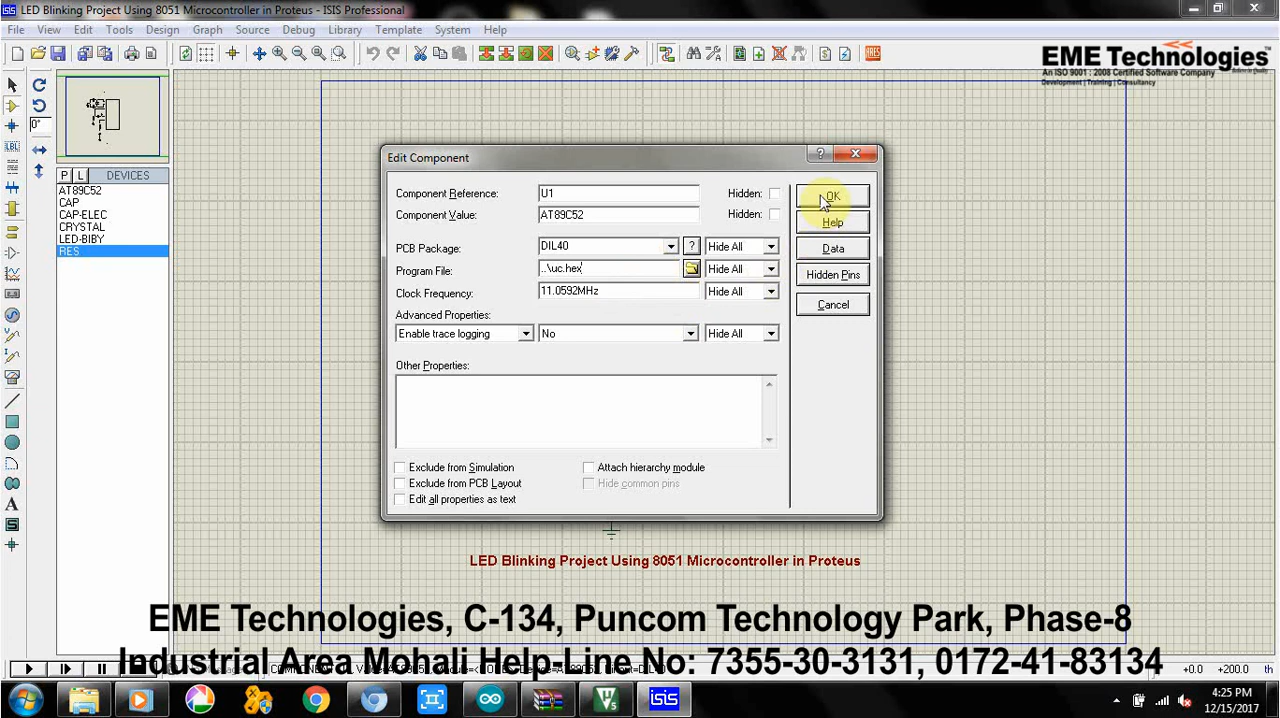 LED Blinking Project Using 8051 Microcontroller in Proteus - ISIS Professional
File View Edit Tools Design Graph Source Debug Library Template System Help
EME Technologies
An ISO 9001 : 2008 Certified Software Company
Development | Training | Consultancy
0°
P L DEVICES
AT89C52
CAP
CAP-ELEC
CRYSTAL
LED-BIBY
RES
Edit Component
Component Reference: U1 Hidden: OK
Component Value: AT89C52 Hidden: Help
PCB Package: DIL40 ? Hide All Data
Program File: ..\uc.hex Hide All Hidden Pins
Clock Frequency: 11.0592MHz Hide All Cancel
Advanced Properties:
Enable trace logging No Hide All
Other Properties:
Exclude from Simulation Attach hierarchy module
Exclude from PCB Layout Hide common pins
Edit all properties as text
LED Blinking Project Using 8051 Microcontroller in Proteus
EME Technologies, C-134, Puncom Technology Park, Phase-8
Industrial Area Mohali Help Line No: 7355-30-3131, 0172-41-83134
+0.0 +200.0 th
isis
4:25 PM
12/15/2017